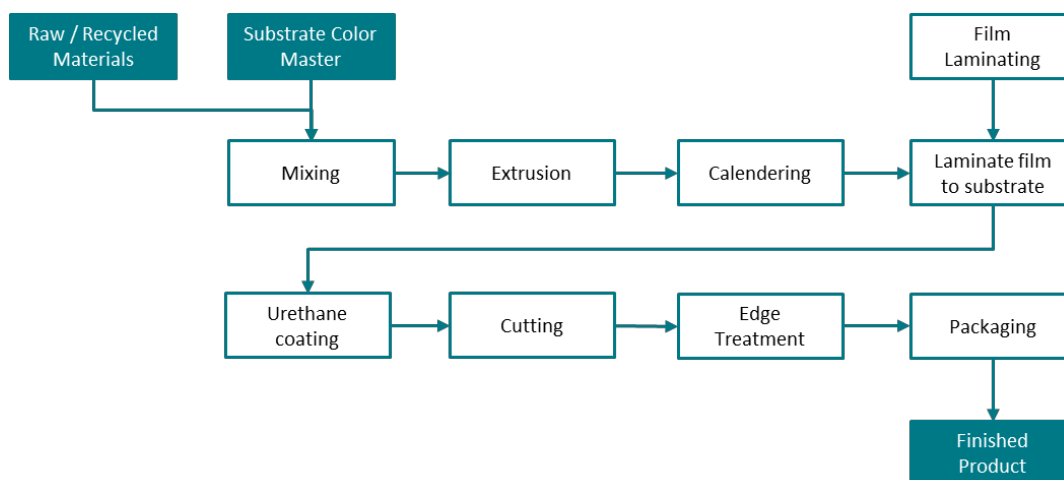 Raw / Recycled
Materials
Substrate Color
Master
Film
Laminating
Mixing
Extrusion
Calendering
Laminate film
to substrate
Urethane
coating
Cutting
Edge
Treatment
Packaging
Finished
Product